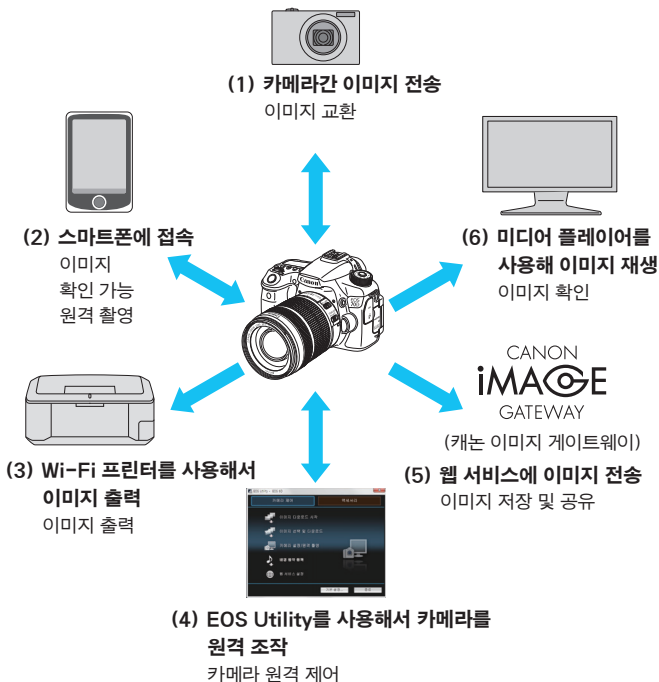 (1) 카메라간 이미지 전송
이미지 교환
(2) 스마트폰에 접속
이미지
확인 가능
원격 촬영
(6) 미디어 플레이어를
사용해 이미지 재생
이미지 확인
Canon
CANON
iMAGE
GATEWAY
(캐논 이미지 게이트웨이)
(3) Wi-Fi 프린터를 사용해서
이미지 출력
이미지 출력
(5) 웹 서비스에 이미지 전송
이미지 저장 및 공유
(4) EOS Utility를 사용해서 카메라를
원격 조작
카메라 원격 제어